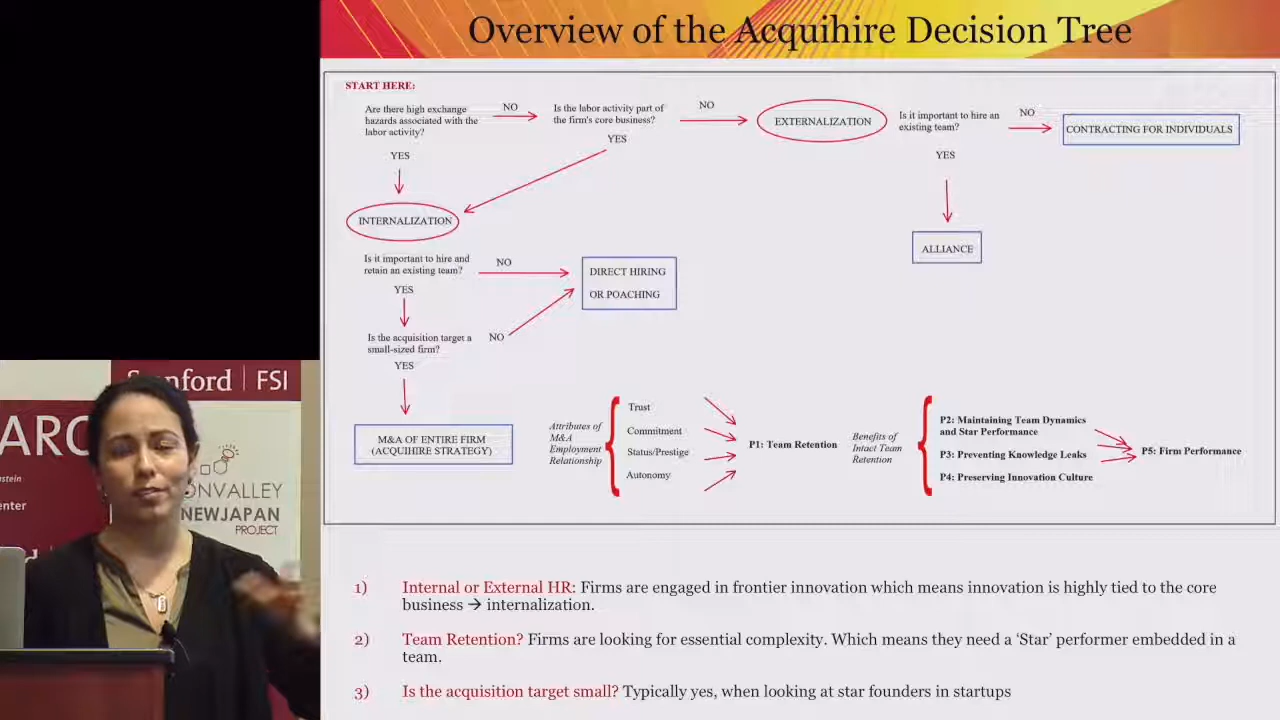 Overview of the Acquihire Decision Tree
START HERE:
Are there high exchange
hazards associated with the
labor activity?
NO
Is the labor activity part of
the firm's core business?
NO
EXTERNALIZATION
Is it important to hire an
existing team?
NO
CONTRACTING FOR INDIVIDUALS
YES
YES
YES
INTERNALIZATION
ALLIANCE
Is it important to hire and
retain an existing team?
NO
DIRECT HIRING
OR POACHING
YES
Is the acquisition target a
small-sized firm?
NO
YES
M&A OF ENTIRE FIRM
(ACQUIHIRE STRATEGY)
Attributes of
M&A
Employment
Relationship
Trust
Commitment
Status/Prestige
Autonomy
P1: Team Retention
Benefits of
Intact Team
Retention
P2: Maintaining Team Dynamics
and Star Performance
P3: Preventing Knowledge Leaks
P4: Preserving Innovation Culture
P5: Firm Performance
1) Internal or External HR: Firms are engaged in frontier innovation which means innovation is highly tied to the core
business → internalization.
2) Team Retention? Firms are looking for essential complexity. Which means they need a ‘Star’ performer embedded in a
team.
3) Is the acquisition target small? Typically yes, when looking at star founders in startups
Stanford | FSI
ARC
enter
ONVALLEY
NEWJAPAN
PROJECT